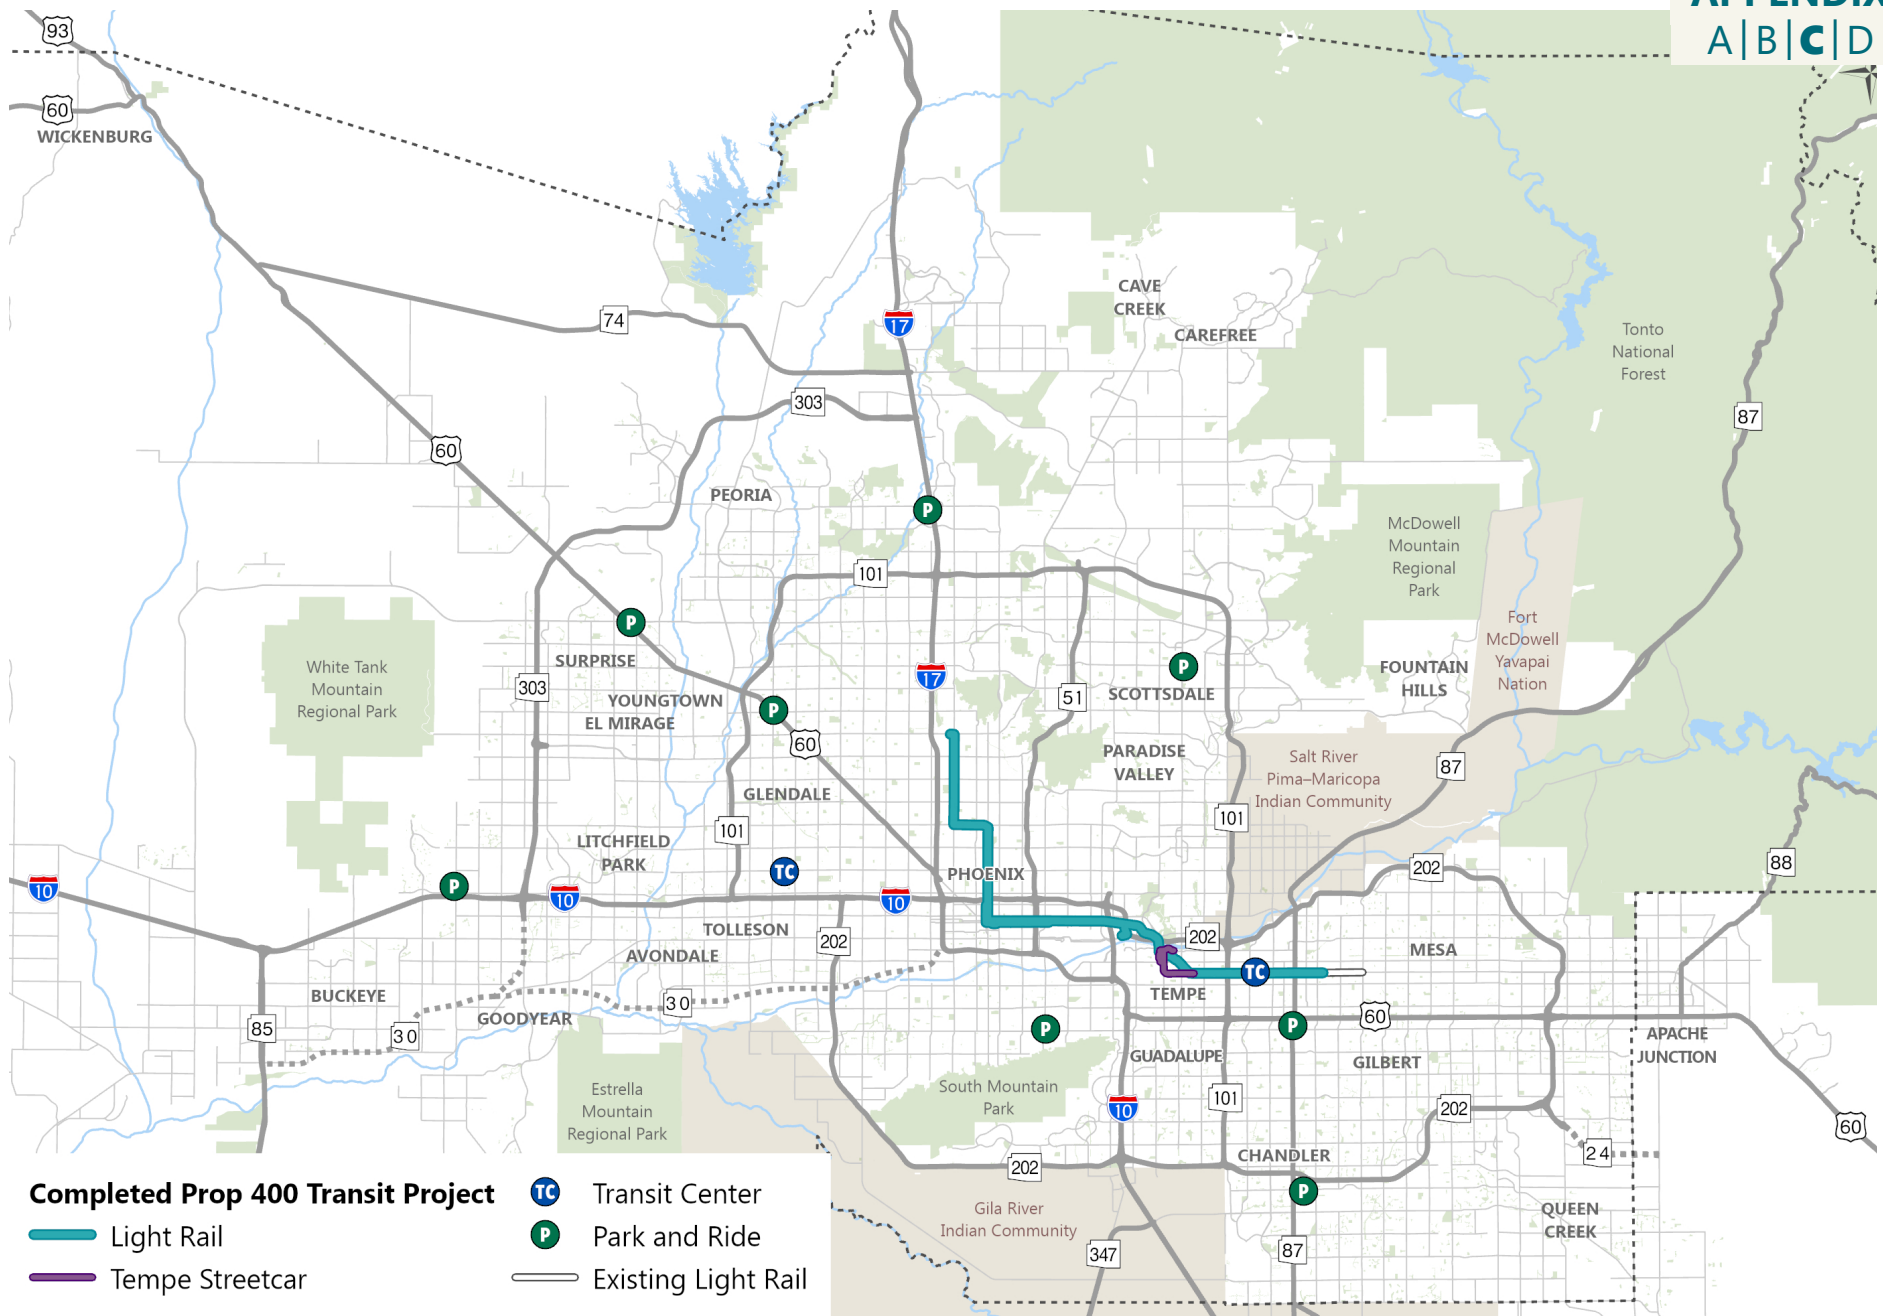 APPENDIX
A|B|C|D
93
60
WICKENBURG
74
17
CAVE
CREEK
CAREFREE
Tonto
National
Forest
303
87
60
PEORIA
P
McDowell
Mountain
Regional
Park
101
P
Fort
McDowell
Yavapai
Nation
SURPRISE
White Tank
Mountain
Regional Park
303
YOUNGTOWN
EL MIRAGE
P
60
17
51
P
SCOTTSDALE
FOUNTAIN
HILLS
PARADISE
VALLEY
Salt River
Pima–Maricopa
Indian Community
87
GLENDALE
101
101
LITCHFIELD
PARK
TC
PHOENIX
202
88
10
P
10
10
TOLLESON
202
202
AVONDALE
MESA
TC
BUCKEYE
TEMPE
30
GOODYEAR
85
30
P
P
60
APACHE
JUNCTION
GUADALUPE
GILBERT
Estrella
Mountain
Regional Park
South Mountain
Park
10
101
202
60
24
CHANDLER
202
P
Gila River
Indian Community
QUEEN
CREEK
347
87
Completed Prop 400 Transit Project
Light Rail
Tempe Streetcar
TC Transit Center
P Park and Ride
Existing Light Rail